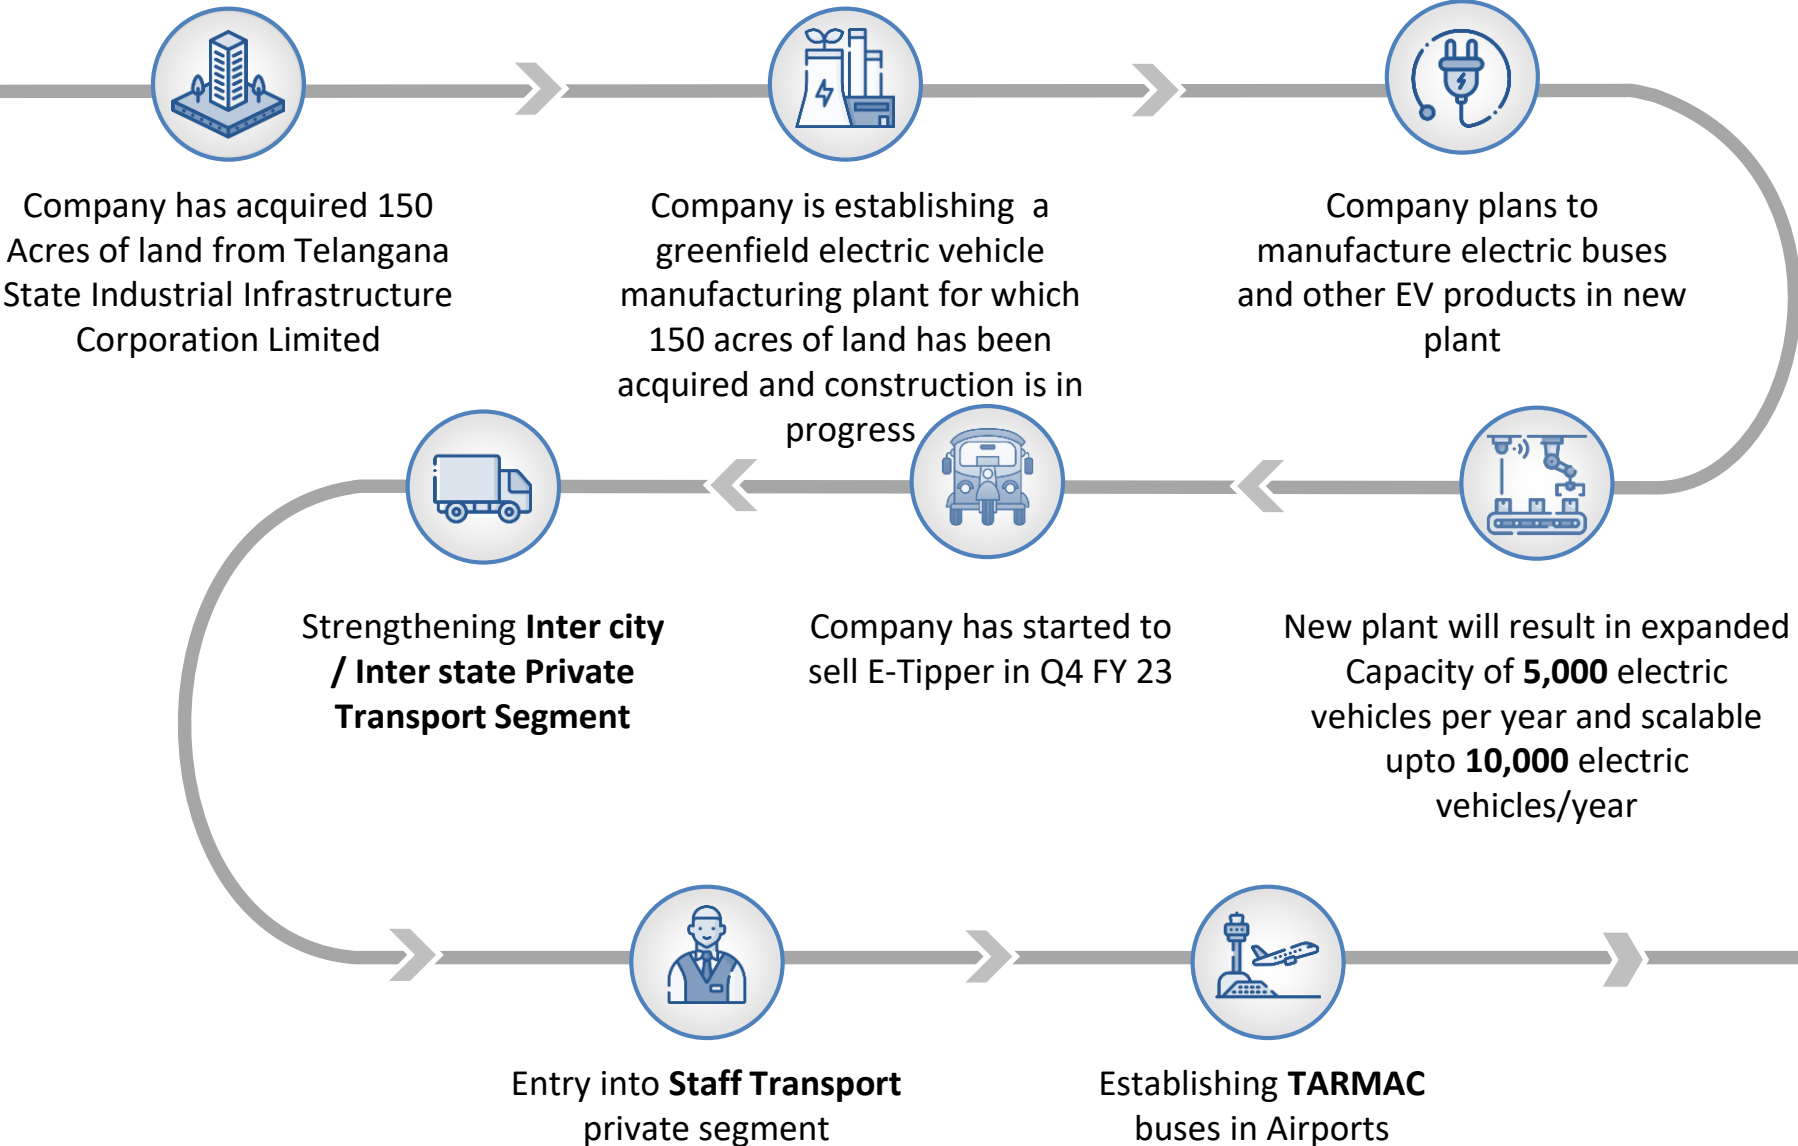 Company has acquired 150
Acres of land from Telangana
State Industrial Infrastructure
Corporation Limited
Company is establishing a
greenfield electric vehicle
manufacturing plant for which
150 acres of land has been
acquired and construction is in
progress
Company plans to
manufacture electric buses
and other EV products in new
plant
New plant will result in expanded
Capacity of 5,000 electric
vehicles per year and scalable
upto 10,000 electric
vehicles/year
Company has started to
sell E-Tipper in Q4 FY 23
Strengthening Inter city
/ Inter state Private
Transport Segment
Entry into Staff Transport
private segment
Establishing TARMAC
buses in Airports